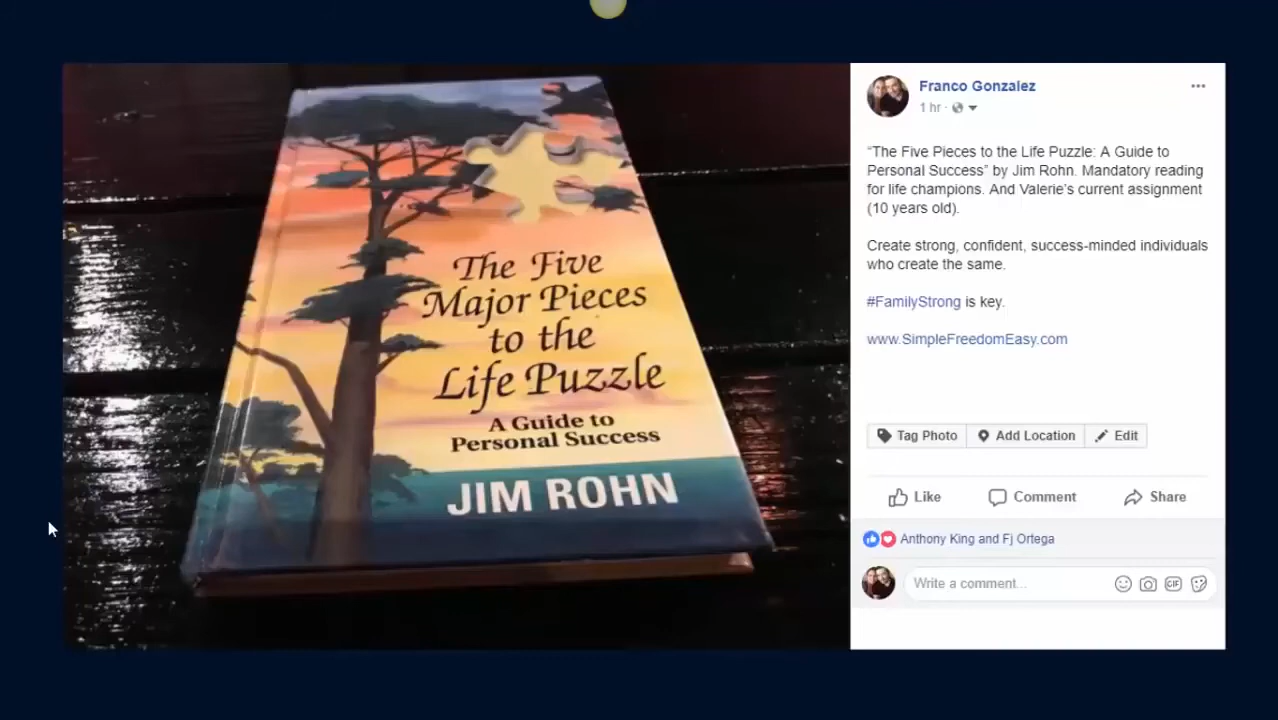 The Five
Major Pieces
to the
Life Puzzle
A Guide to
Personal Success
JIM ROHN
Franco Gonzalez
1 hr ·
“The Five Pieces to the Life Puzzle: A Guide to
Personal Success” by Jim Rohn. Mandatory reading
for life champions. And Valerie’s current assignment
(10 years old).
Create strong, confident, success-minded individuals
who create the same.
#FamilyStrong is key.
www.SimpleFreedomEasy.com
Tag Photo Add Location Edit
Like Comment Share
Anthony King and Fj Ortega
Write a comment...
GIF